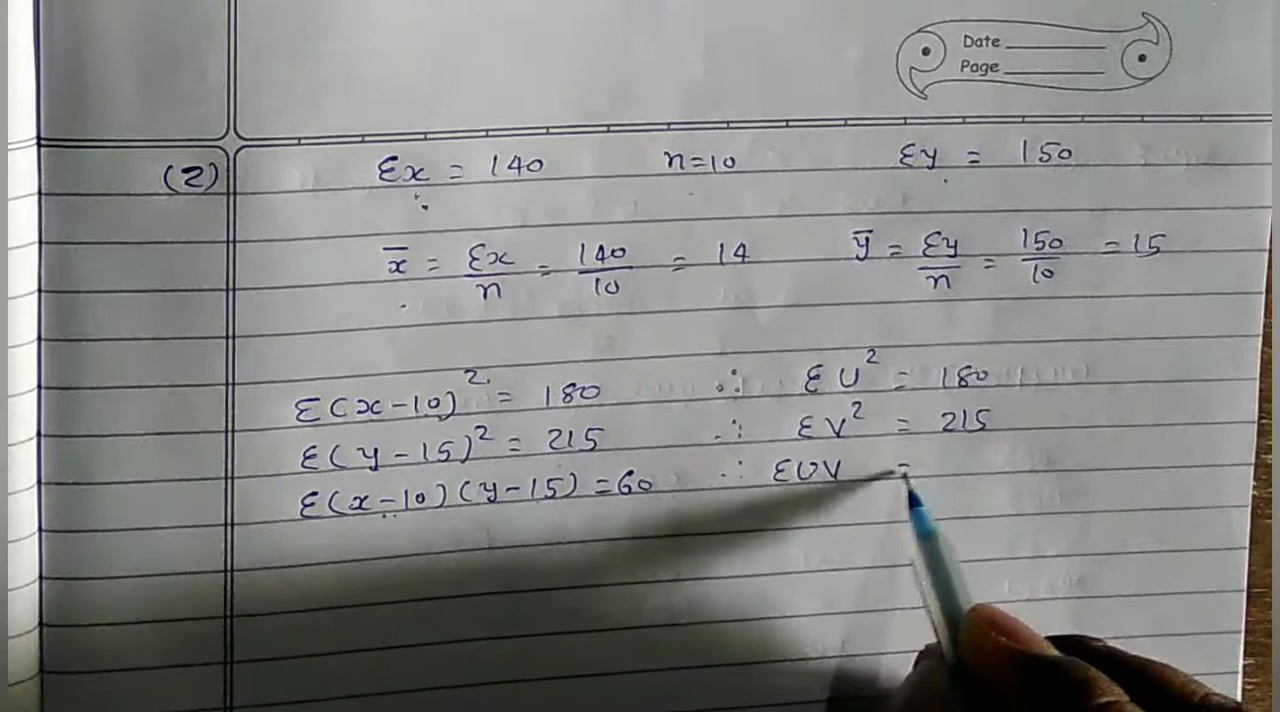 Date
Page
(2) Σx = 140 n=10 Σy = 150
x̄ = Σx/n = 140/10 = 14 ȳ = Σy/n = 150/10 = 15
Σ(x-10)² = 180 ∴ ΣU² = 180
Σ(y-15)² = 215 ∴ ΣV² = 215
Σ(x-10)(y-15) = 60 ∴ ΣUV =